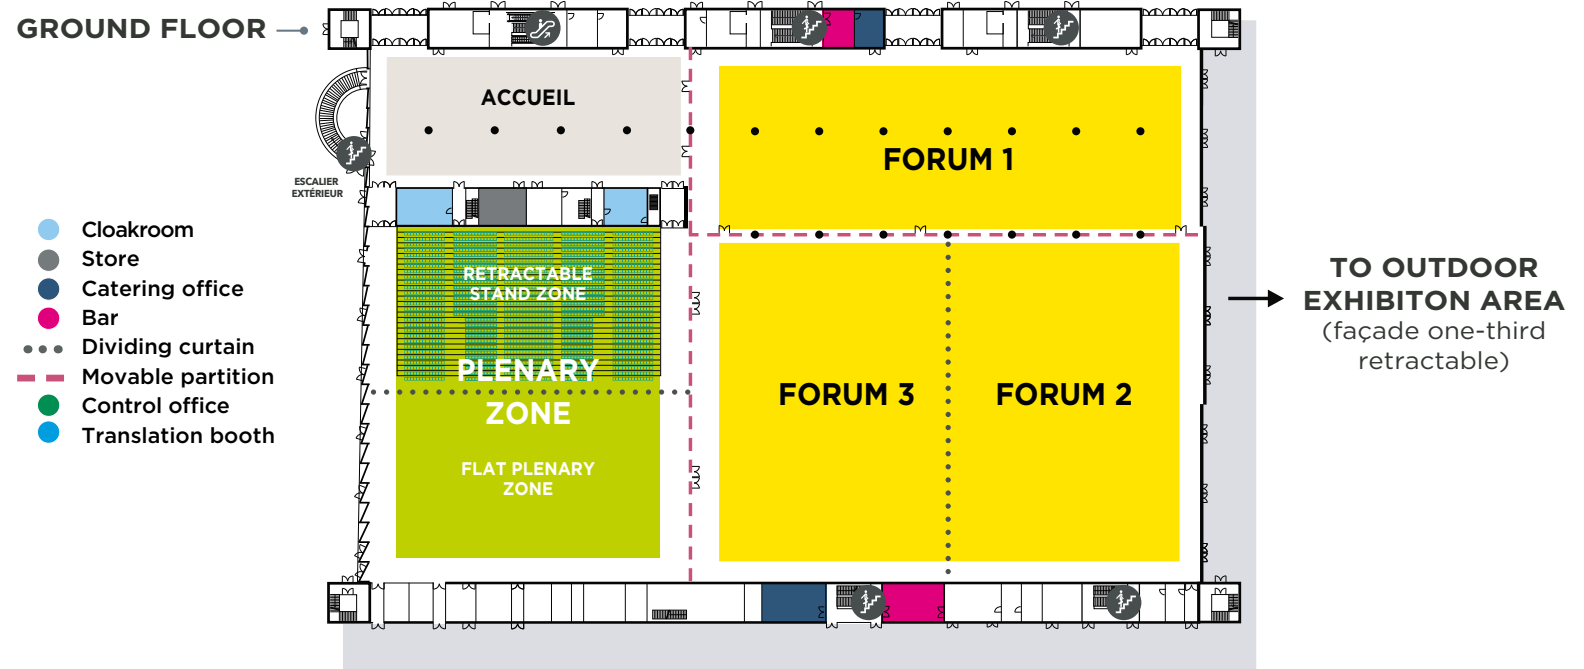 GROUND FLOOR
ACCUEIL
FORUM 1
ESCALIER
EXTÉRIEUR
Cloakroom
Store
Catering office
Bar
Dividing curtain
Movable partition
Control office
Translation booth
RETRACTABLE
STAND ZONE
PLENARY
ZONE
FLAT PLENARY
ZONE
FORUM 3
FORUM 2
TO OUTDOOR
EXHIBITON AREA
(façade one-third
retractable)